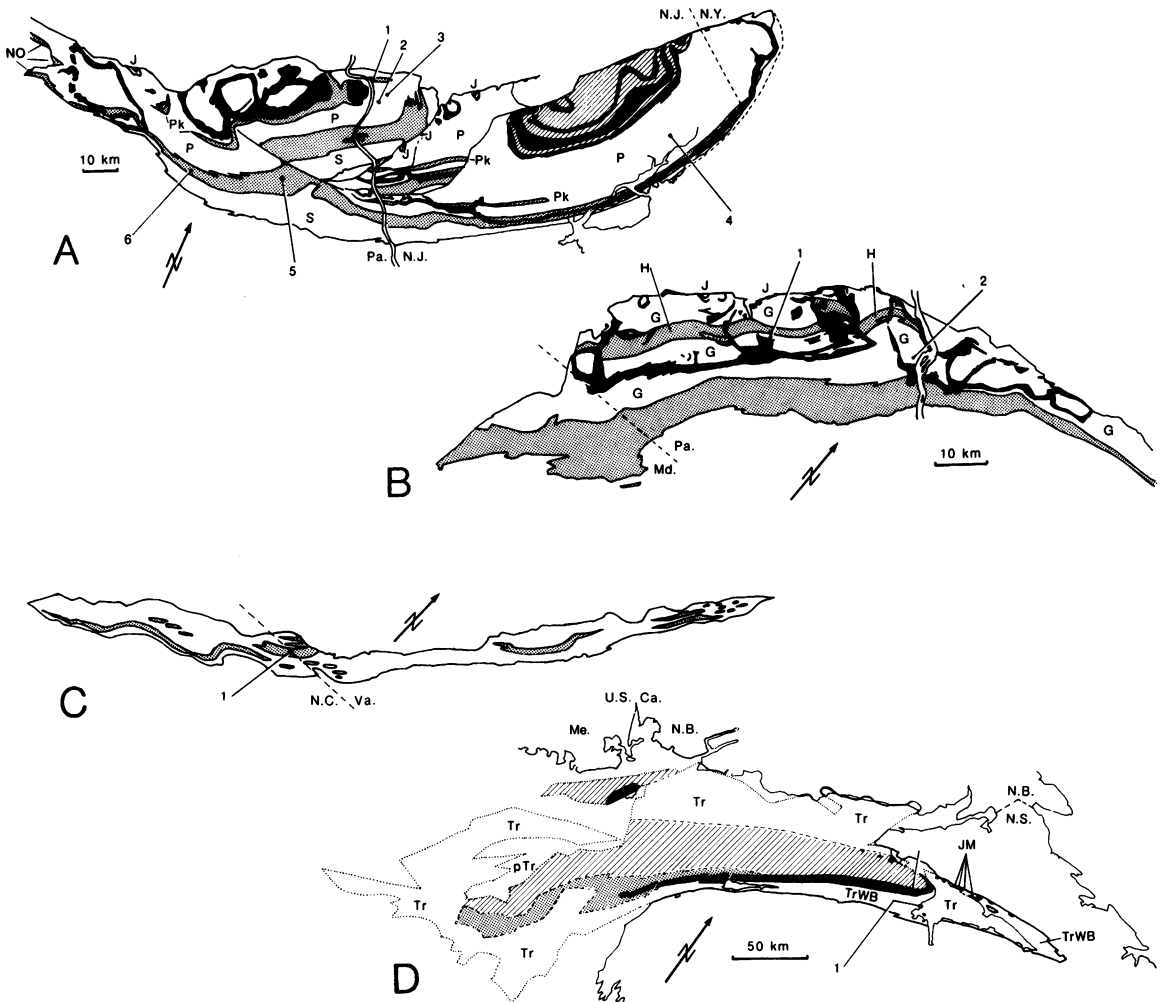 N.J. N.Y.
1
2
3
NO
J
J
J
Pk
P
P
P
Pk
S
J
J
P
Pk
10 km
4
6
S
5
Pa. N.J.
A
N
H
J
J
1
H
2
G
G
G
G
G
G
Pa.
Md.
10 km
B
N
N
1
N.C. Va.
C
U.S. Ca.
Me.
N.B.
Tr
Tr
Tr
N.B.
N.S.
pTr
JM
Tr
TrWB
Tr
Tr
TrWB
1
50 km
N
D